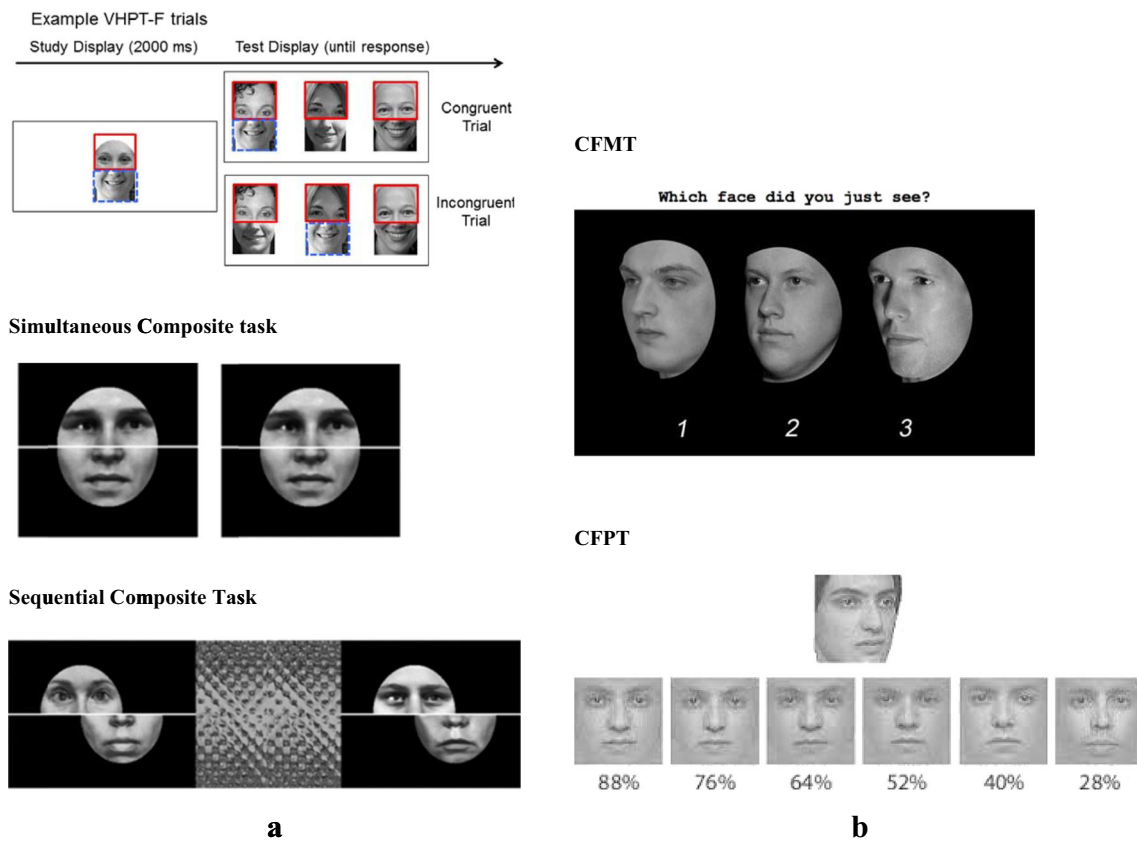 Example VHPT-F trials
Study Display (2000 ms)
Test Display (until response)
Congruent
Trial
Incongruent
Trial
Simultaneous Composite task
Sequential Composite Task
a
CFMT
Which face did you just see?
1 2 3
CFPT
88% 76% 64% 52% 40% 28%
b